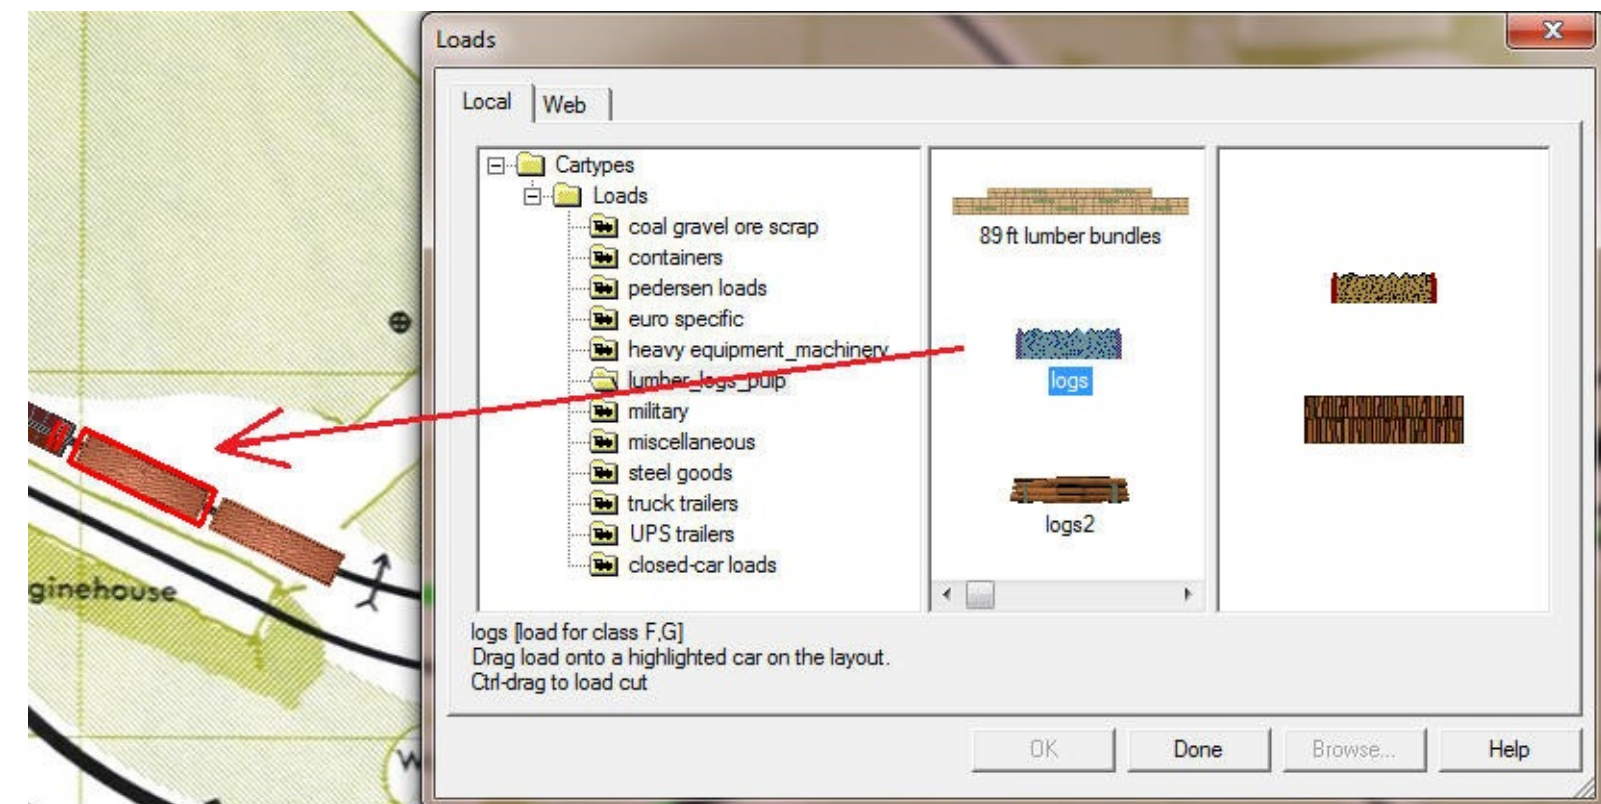 Loads
Local
Web
Cartypes
Loads
coal gravel ore scrap
containers
pedersen loads
euro specific
heavy equipment_machinery
lumber_logs_pulp
military
miscellaneous
steel goods
truck trailers
UPS trailers
closed-car loads
89 ft lumber bundles
logs
logs2
ginehouse
W
logs [load for class F,G]
Drag load onto a highlighted car on the layout.
Ctrl-drag to load cut
OK
Done
Browse...
Help